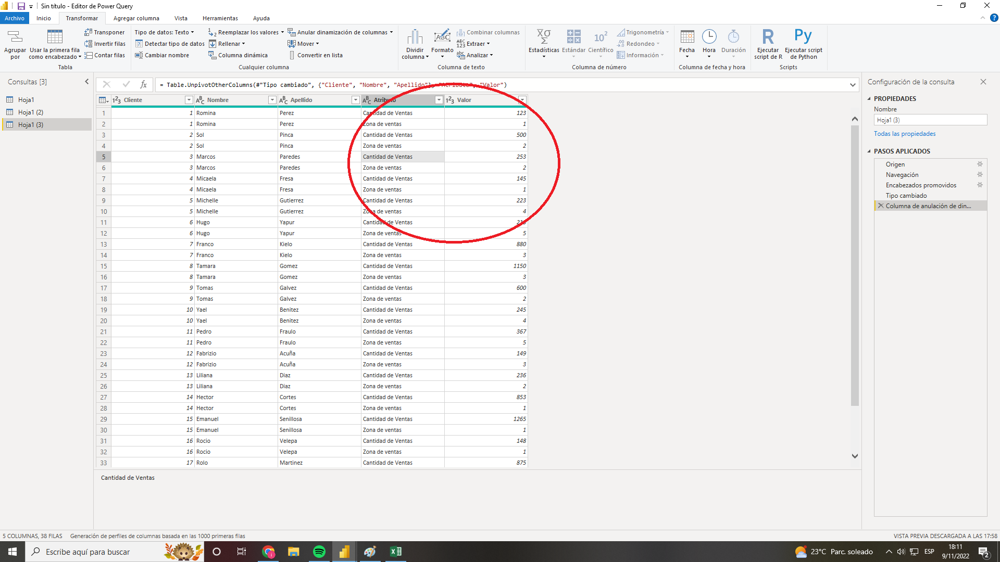 Sin título - Editor de Power Query
Archivo Inicio Transformar Agregar columna Vista Herramientas Ayuda
Agrupar por
Usar la primera fila como encabezado
Transponer
Invertir filas
Contar filas
Tabla
Tipo de datos: Texto
Detectar tipo de datos
Cambiar nombre
Reemplazar los valores
Rellenar
Columna dinámica
Anular dinamización de columnas
Mover
Convertir en lista
Cualquier columna
Dividir columna
Formato
Combinar columnas
Extraer
Analizar
Columna de texto
Estadísticas
Estándar
Científico
Trigonometría
Redondeo
Información
Columna de número
Fecha
Hora
Duración
Columna de fecha y hora
Ejecutar script de R
Ejecutar script de Python
Scripts
Consultas [3]
Hoja1
Hoja1 (2)
Hoja1 (3)
= Table.UnpivotOtherColumns(#"Tipo cambiado", {"Cliente", "Nombre", "Apellido"}, "Atributo", "Valor")
Cliente Nombre Apellido Atributo Valor
1 1 Romina Perez Cantidad de Ventas 123
2 1 Romina Perez Zona de ventas 1
3 2 Sol Pinca Cantidad de Ventas 500
4 2 Sol Pinca Zona de ventas 2
5 3 Marcos Paredes Cantidad de Ventas 253
6 3 Marcos Paredes Zona de ventas 2
7 4 Micaela Fresa Cantidad de Ventas 145
8 4 Micaela Fresa Zona de ventas 1
9 5 Michelle Gutierrez Cantidad de Ventas 223
10 5 Michelle Gutierrez Zona de ventas 4
11 6 Hugo Yapur Cantidad de Ventas
12 6 Hugo Yapur Zona de ventas 5
13 7 Franco Kielo Cantidad de Ventas 880
14 7 Franco Kielo Zona de ventas 3
15 8 Tamara Gomez Cantidad de Ventas 1150
16 8 Tamara Gomez Zona de ventas 3
17 9 Tomas Galvez Cantidad de Ventas 600
18 9 Tomas Galvez Zona de ventas 2
19 10 Yael Benitez Cantidad de Ventas 245
20 10 Yael Benitez Zona de ventas 4
21 11 Pedro Fraulo Cantidad de Ventas 367
22 11 Pedro Fraulo Zona de ventas 5
23 12 Fabrizio Acuña Cantidad de Ventas 149
24 12 Fabrizio Acuña Zona de ventas 3
25 13 Liliana Diaz Cantidad de Ventas 236
26 13 Liliana Diaz Zona de ventas 2
27 14 Hector Cortes Cantidad de Ventas 853
28 14 Hector Cortes Zona de ventas 1
29 15 Emanuel Senillosa Cantidad de Ventas 1265
30 15 Emanuel Senillosa Zona de ventas 1
31 16 Rocio Velepa Cantidad de Ventas 148
32 16 Rocio Velepa Zona de ventas 1
33 17 Rolo Martinez Cantidad de Ventas 875
Cantidad de Ventas
Configuración de la consulta
PROPIEDADES
Nombre
Hoja1 (3)
Todas las propiedades
PASOS APLICADOS
Origen
Navegación
Encabezados promovidos
Tipo cambiado
Columna de anulación de din...
5 COLUMNAS, 38 FILAS Generación de perfiles de columnas basada en las 1000 primeras filas
VISTA PREVIA DESCARGADA A LAS 17:58
Escribe aquí para buscar
23°C Parc. soleado
ESP
18:11
9/11/2022
2